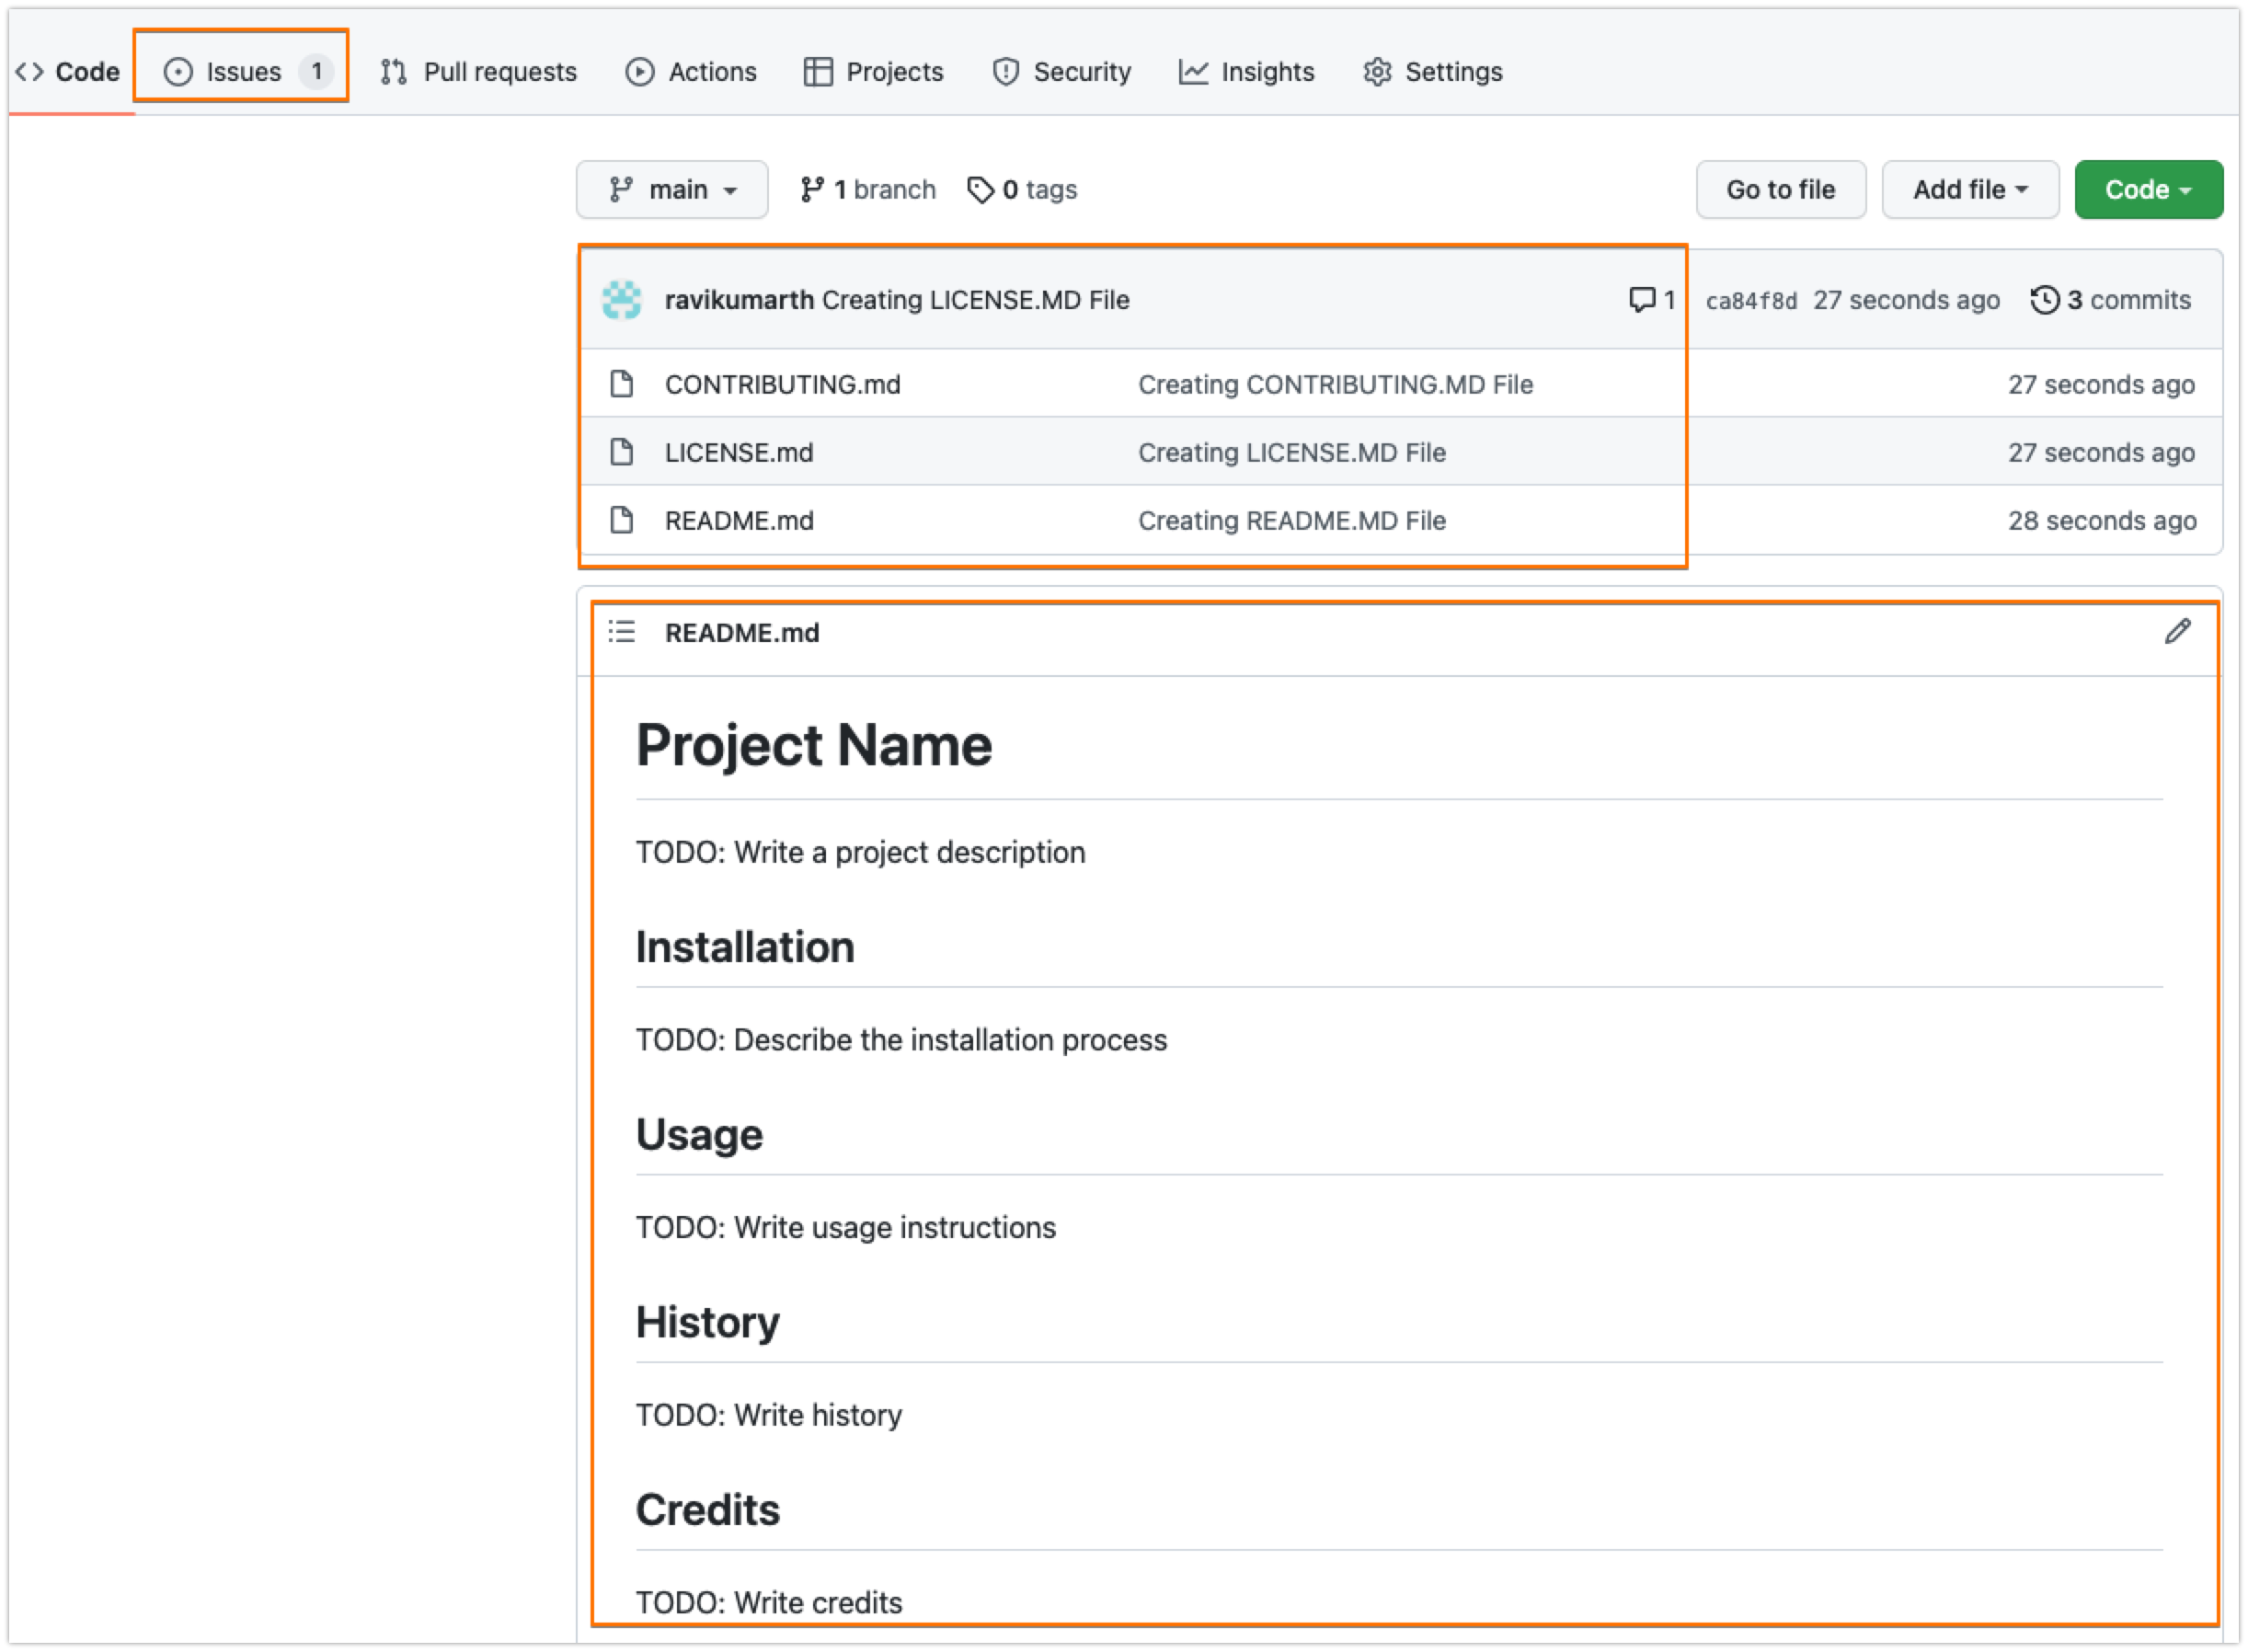 Code Issues 1 Pull requests Actions Projects Security Insights Settings
main 1 branch 0 tags Go to file Add file Code
ravikumarth Creating LICENSE.MD File 1 ca84f8d 27 seconds ago 3 commits
CONTRIBUTING.md Creating CONTRIBUTING.MD File 27 seconds ago
LICENSE.md Creating LICENSE.MD File 27 seconds ago
README.md Creating README.MD File 28 seconds ago
README.md
Project Name
TODO: Write a project description
Installation
TODO: Describe the installation process
Usage
TODO: Write usage instructions
History
TODO: Write history
Credits
TODO: Write credits